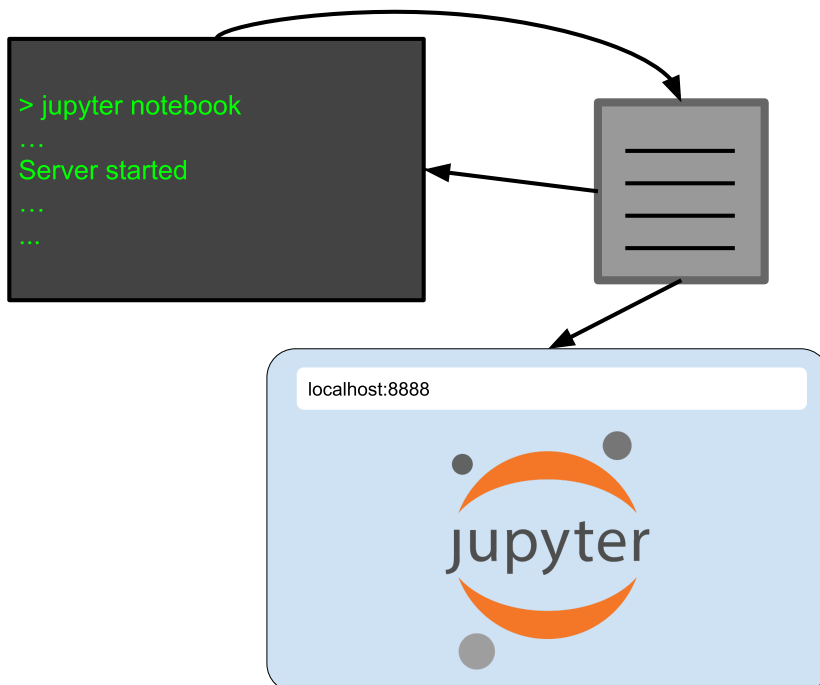 > jupyter notebook
…
Server started
…
...
localhost:8888
jupyter